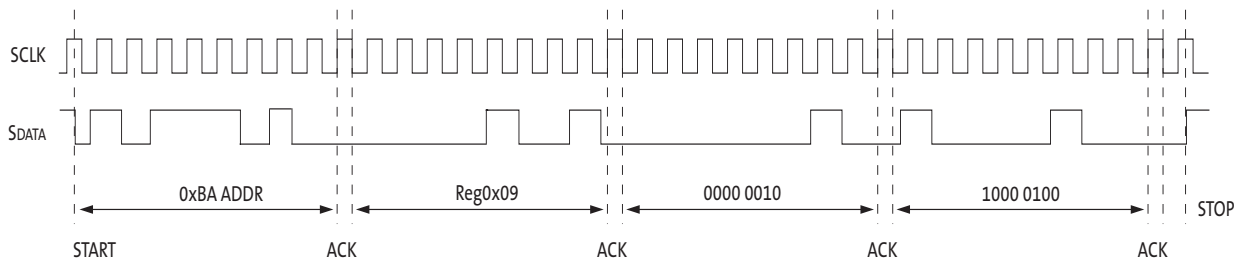 SCLK
SDATA
0xBA ADDR
Reg0x09
0000 0010
1000 0100
STOP
START
ACK
ACK
ACK
ACK